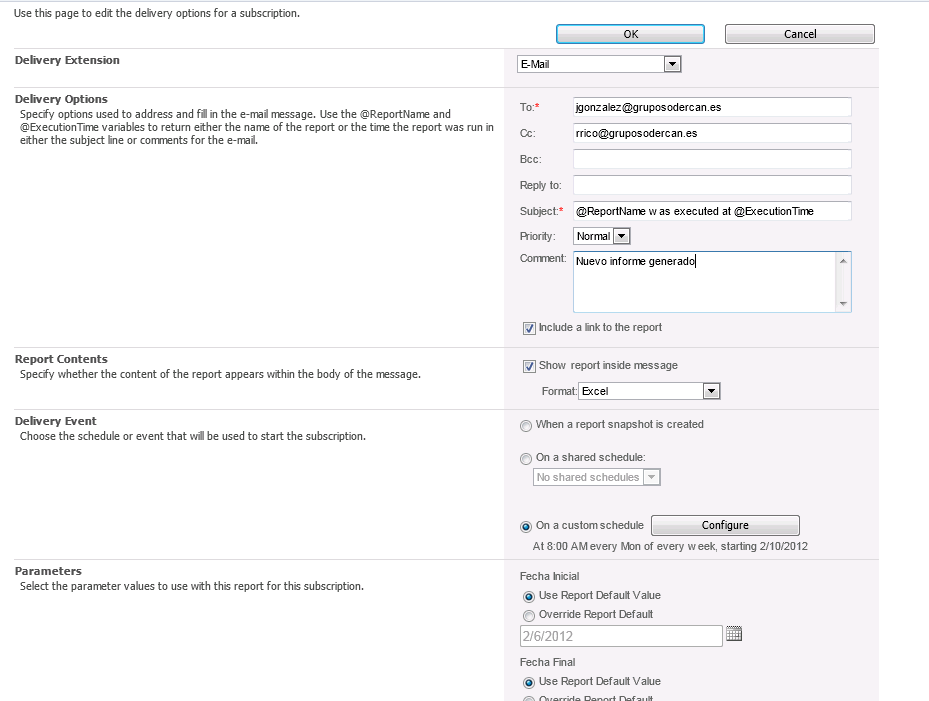 Use this page to edit the delivery options for a subscription.
OK
Cancel
Delivery Extension
E-Mail
Delivery Options
Specify options used to address and fill in the e-mail message. Use the @ReportName and
@ExecutionTime variables to return either the name of the report or the time the report was run in
either the subject line or comments for the e-mail.
To:*
jgonzalez@gruposodercan.es
Cc:
rrico@gruposodercan.es
Bcc:
Reply to:
Subject:*
@ReportName was executed at @ExecutionTime
Priority:
Normal
Comment:
Nuevo informe generado
Include a link to the report
Report Contents
Specify whether the content of the report appears within the body of the message.
Show report inside message
Format:
Excel
Delivery Event
Choose the schedule or event that will be used to start the subscription.
When a report snapshot is created
On a shared schedule:
No shared schedules
On a custom schedule
Configure
At 8:00 AM every Mon of every week, starting 2/10/2012
Parameters
Select the parameter values to use with this report for this subscription.
Fecha Inicial
Use Report Default Value
Override Report Default
2/6/2012
Fecha Final
Use Report Default Value
Override Report Default